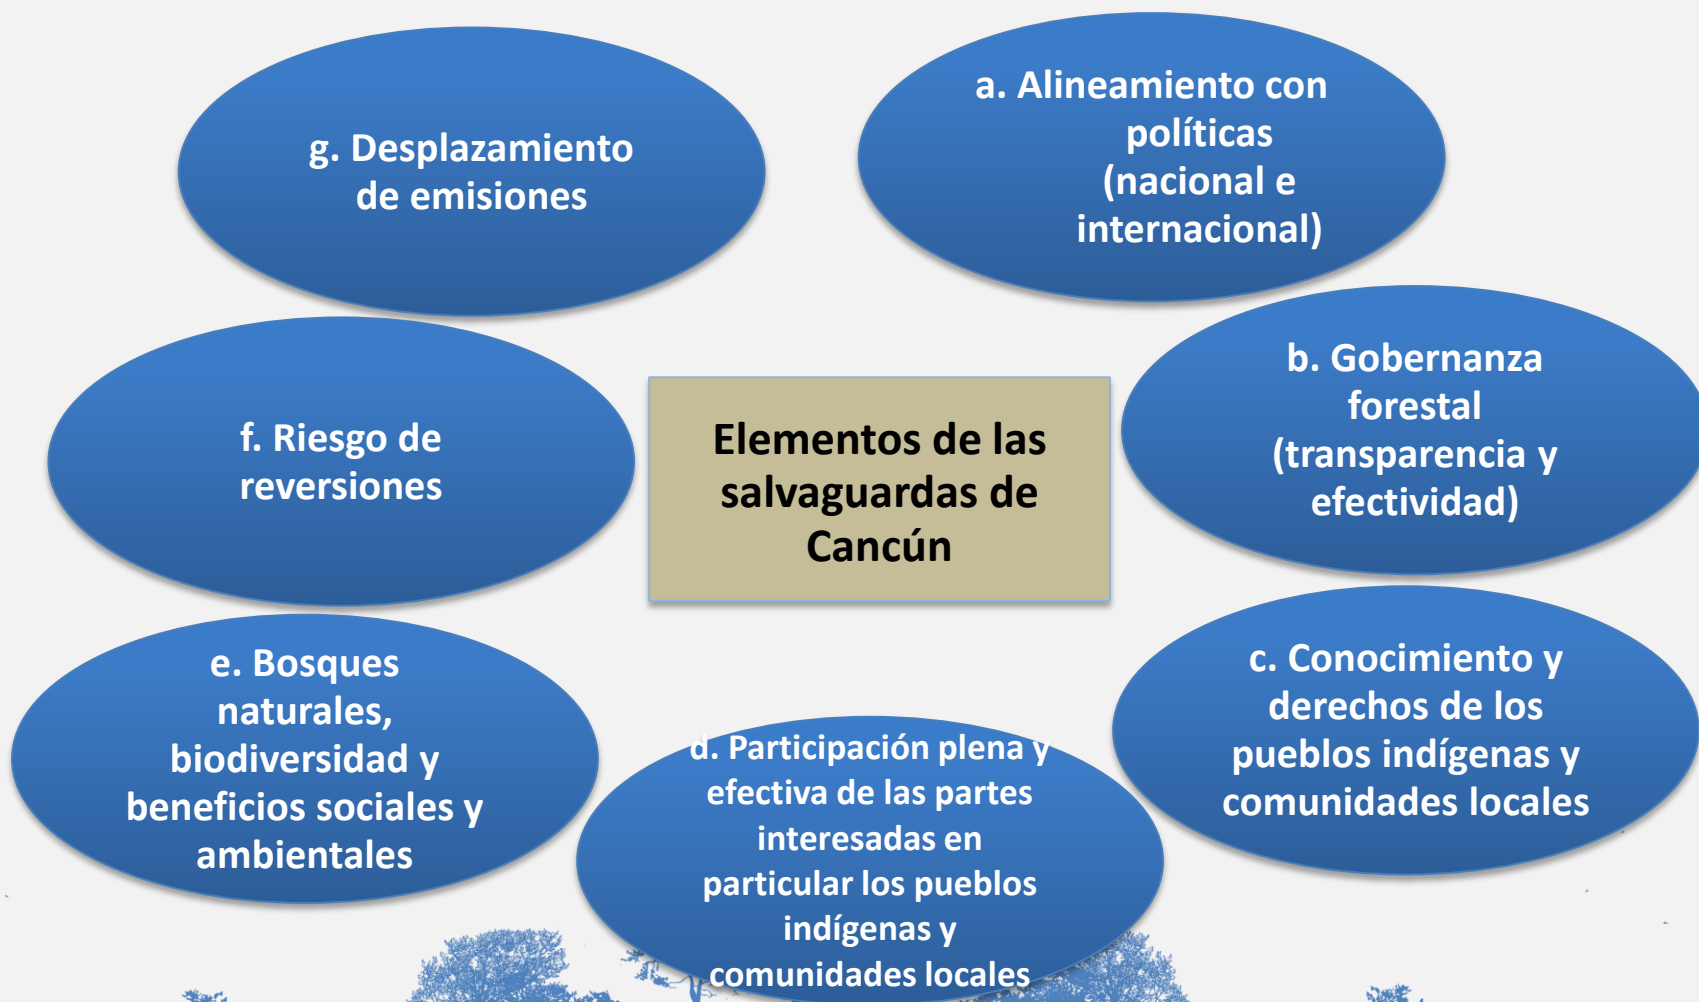 Elementos de las
salvaguardas de
Cancún
a. Alineamiento con
políticas
(nacional e
internacional)
b. Gobernanza
forestal
(transparencia y
efectividad)
c. Conocimiento y
derechos de los
pueblos indígenas y
comunidades locales
d. Participación plena y
efectiva de las partes
interesadas en
particular los pueblos
indígenas y
comunidades locales
e. Bosques
naturales,
biodiversidad y
beneficios sociales y
ambientales
f. Riesgo de
reversiones
g. Desplazamiento
de emisiones